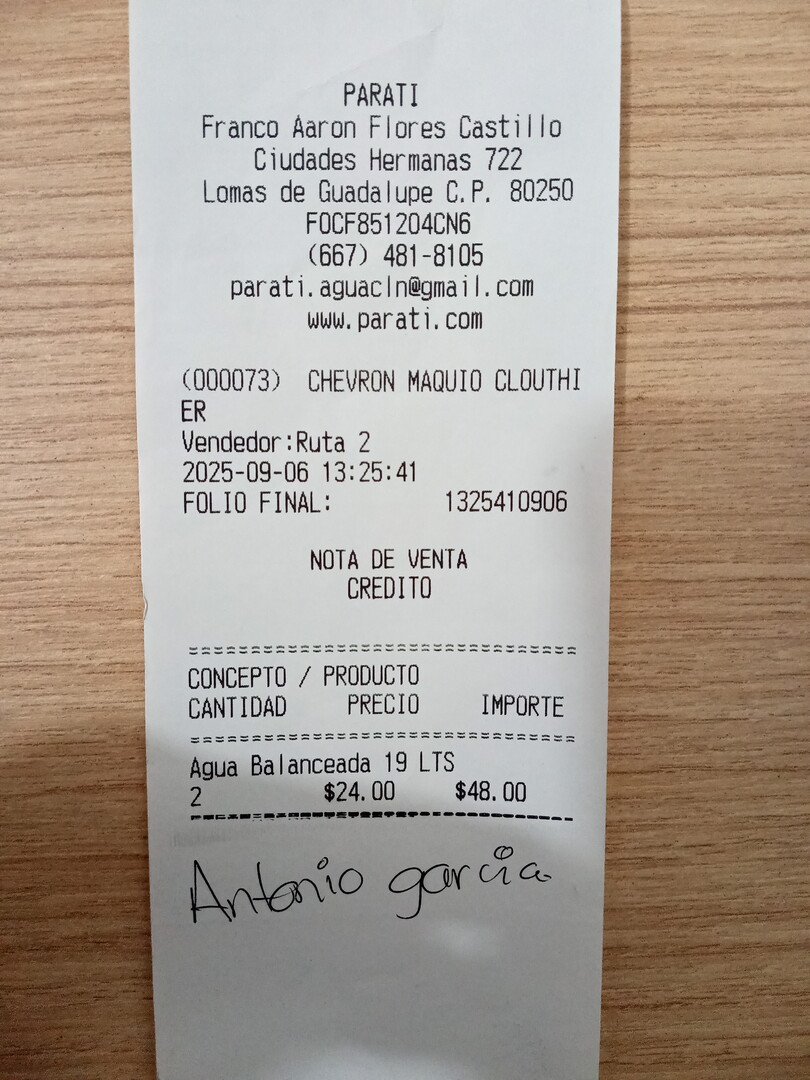 PARATI
Franco Aaron Flores Castillo
Ciudades Hermanas 722
Lomas de Guadalupe C.P. 80250
FOCF851204CN6
(667) 481-8105
parati.aguacln@gmail.com
www.parati.com
(000073) CHEVRON MAQUIO CLOUTHI
ER
Vendedor:Ruta 2
2025-09-06 13:25:41
FOLIO FINAL: 1325410906
NOTA DE VENTA
CREDITO
================================
CONCEPTO / PRODUCTO
CANTIDAD PRECIO IMPORTE
================================
Agua Balanceada 19 LTS
2 $24.00 $48.00
--------------------------------
Antonio garcia